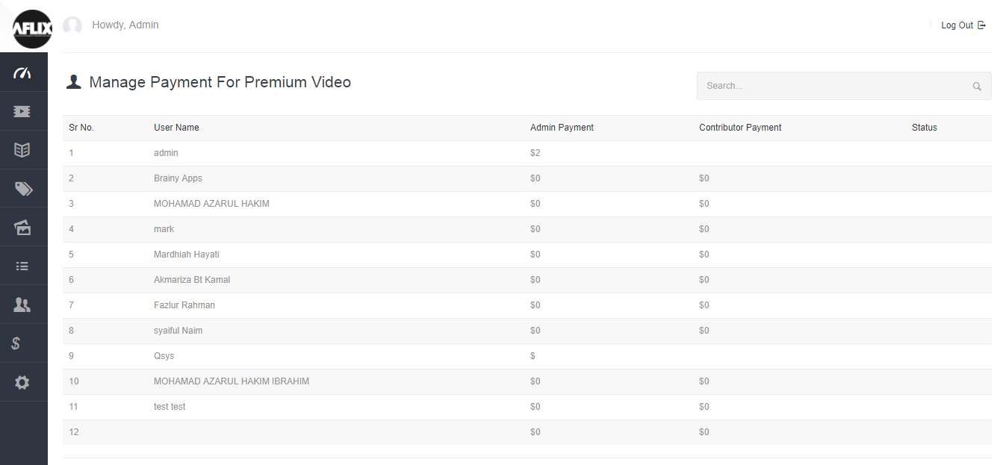 AFLIX
Howdy, Admin
Log Out
Manage Payment For Premium Video
Search...
Sr No. User Name Admin Payment Contributor Payment Status
1 admin $2
2 Brainy Apps $0 $0
3 MOHAMAD AZARUL HAKIM $0 $0
4 mark $0 $0
5 Mardhiah Hayati $0 $0
6 Akmariza Bt Kamal $0 $0
7 Fazlur Rahman $0 $0
8 syaiful Naim $0 $0
9 Qsys $
10 MOHAMAD AZARUL HAKIM IBRAHIM $0 $0
11 test test $0 $0
12 $0 $0
$